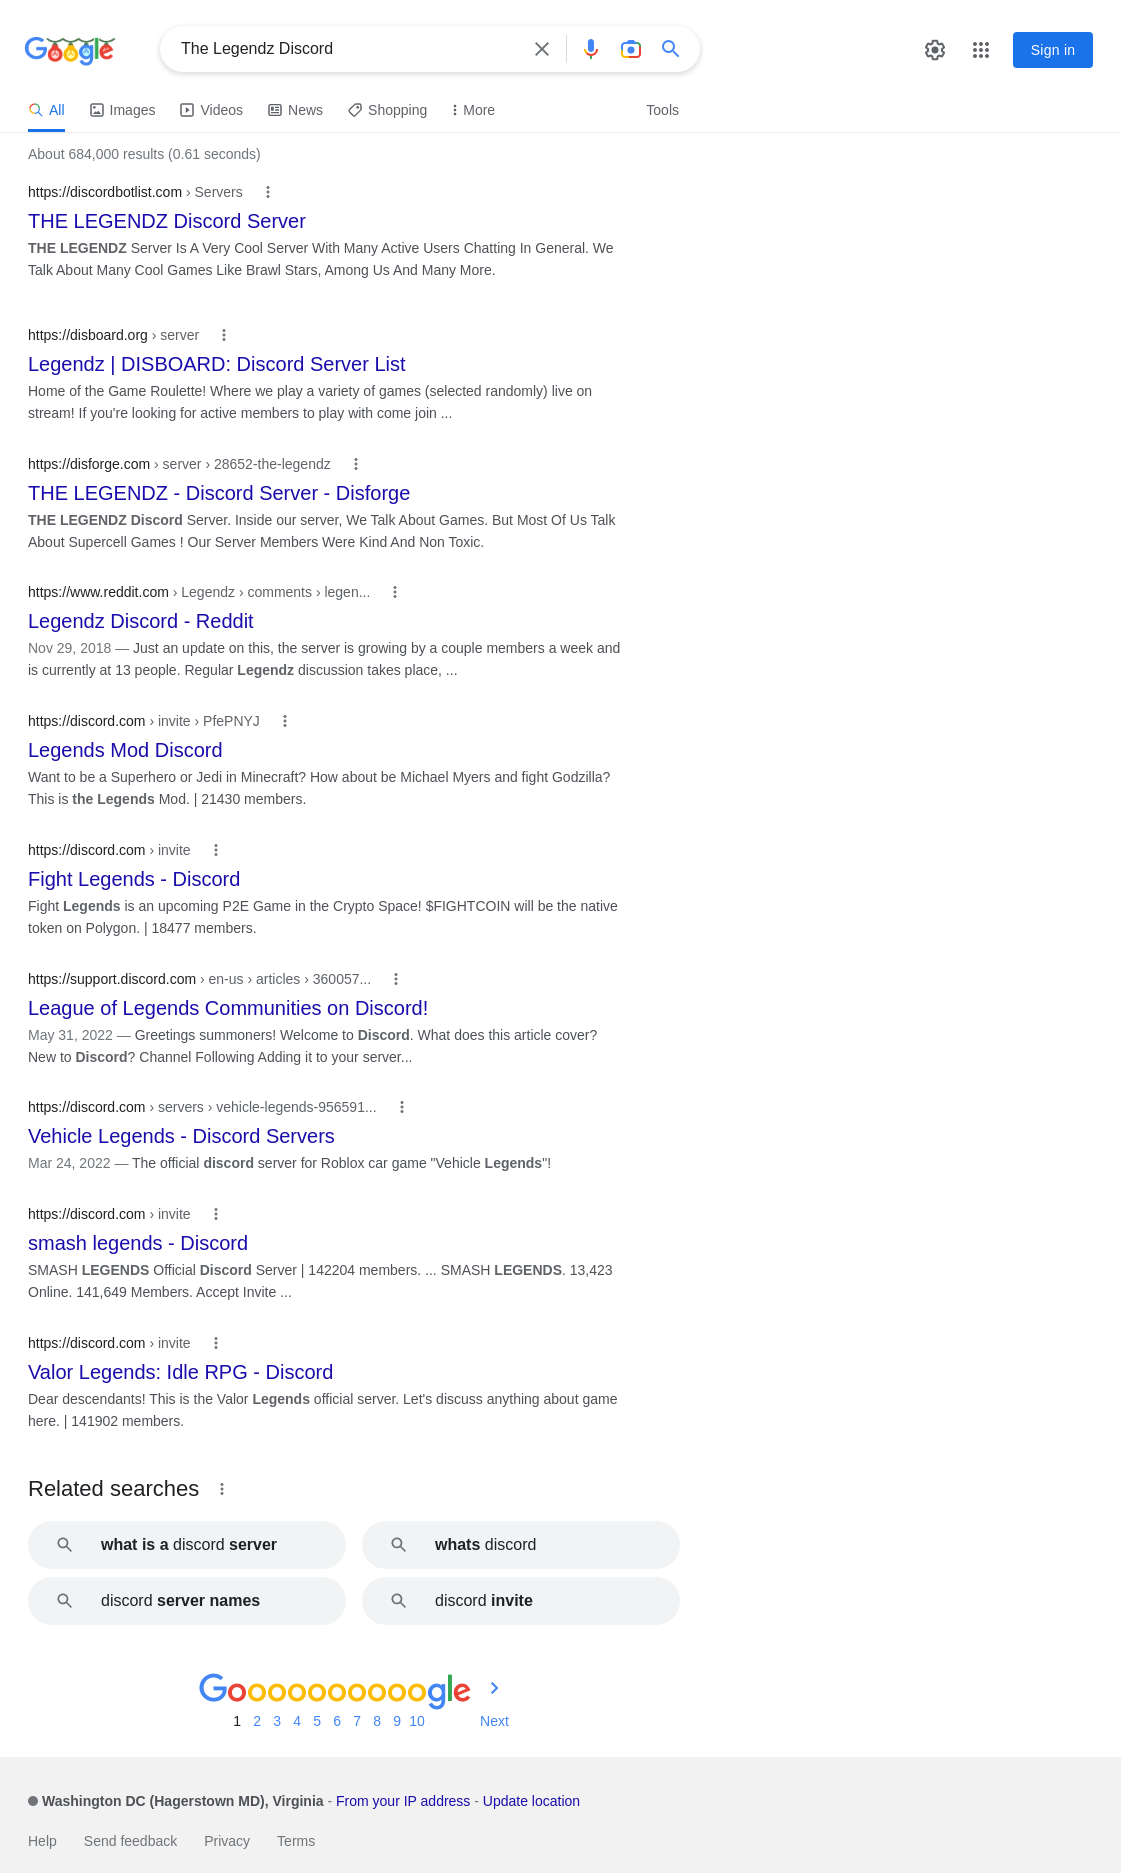 Google
The Legendz Discord
Sign in
All Images Videos News Shopping More Tools
About 684,000 results (0.61 seconds)
https://discordbotlist.com › Servers
THE LEGENDZ Discord Server
THE LEGENDZ Server Is A Very Cool Server With Many Active Users Chatting In General. We
Talk About Many Cool Games Like Brawl Stars, Among Us And Many More.
https://disboard.org › server
Legendz | DISBOARD: Discord Server List
Home of the Game Roulette! Where we play a variety of games (selected randomly) live on
stream! If you're looking for active members to play with come join ...
https://disforge.com › server › 28652-the-legendz
THE LEGENDZ - Discord Server - Disforge
THE LEGENDZ Discord Server. Inside our server, We Talk About Games. But Most Of Us Talk
About Supercell Games ! Our Server Members Were Kind And Non Toxic.
https://www.reddit.com › Legendz › comments › legen...
Legendz Discord - Reddit
Nov 29, 2018 — Just an update on this, the server is growing by a couple members a week and
is currently at 13 people. Regular Legendz discussion takes place, ...
https://discord.com › invite › PfePNYJ
Legends Mod Discord
Want to be a Superhero or Jedi in Minecraft? How about be Michael Myers and fight Godzilla?
This is the Legends Mod. | 21430 members.
https://discord.com › invite
Fight Legends - Discord
Fight Legends is an upcoming P2E Game in the Crypto Space! $FIGHTCOIN will be the native
token on Polygon. | 18477 members.
https://support.discord.com › en-us › articles › 360057...
League of Legends Communities on Discord!
May 31, 2022 — Greetings summoners! Welcome to Discord. What does this article cover?
New to Discord? Channel Following Adding it to your server...
https://discord.com › servers › vehicle-legends-956591...
Vehicle Legends - Discord Servers
Mar 24, 2022 — The official discord server for Roblox car game "Vehicle Legends"!
https://discord.com › invite
smash legends - Discord
SMASH LEGENDS Official Discord Server | 142204 members. ... SMASH LEGENDS. 13,423
Online. 141,649 Members. Accept Invite ...
https://discord.com › invite
Valor Legends: Idle RPG - Discord
Dear descendants! This is the Valor Legends official server. Let's discuss anything about game
here. | 141902 members.
Related searches
what is a discord server
whats discord
discord server names
discord invite
Goooooooooogle
1 2 3 4 5 6 7 8 9 10 Next
Washington DC (Hagerstown MD), Virginia - From your IP address - Update location
Help Send feedback Privacy Terms